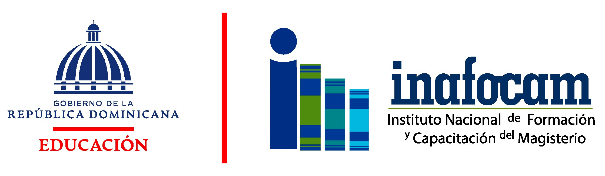 GOBIERNO DE LA
REPÚBLICA DOMINICANA
EDUCACIÓN
inafocam
Instituto Nacional de Formación
y Capacitación del Magisterio